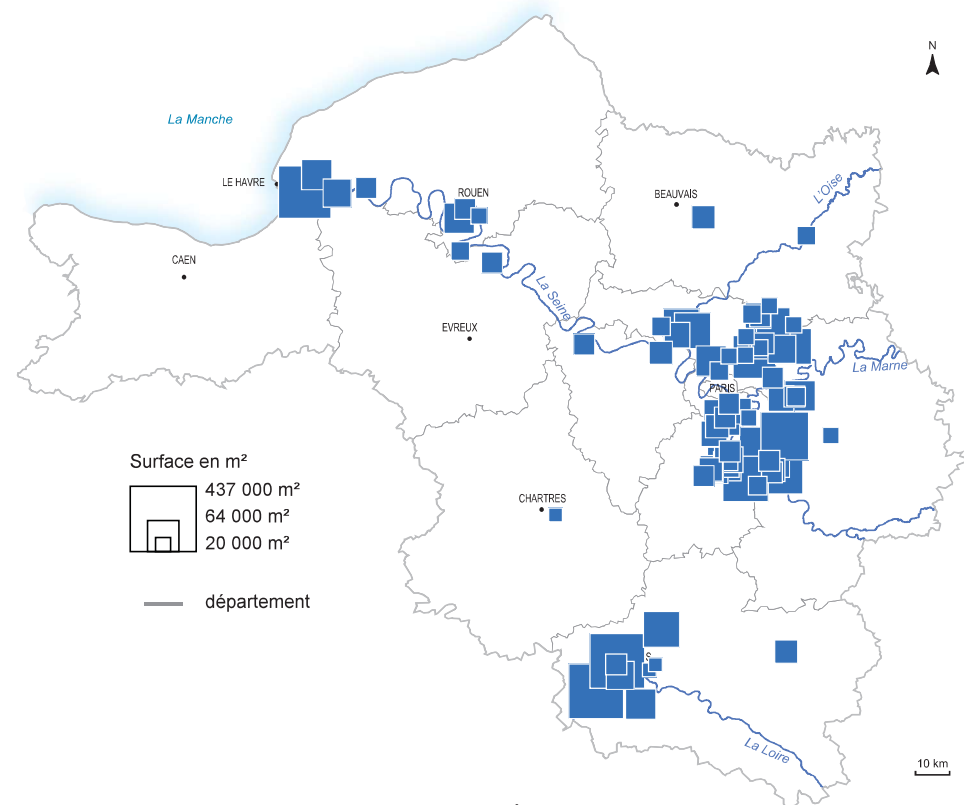 N
La Manche
LE HAVRE
ROUEN
BEAUVAIS
L'Oise
CAEN
La Seine
EVREUX
La Marne
PARIS
Surface en m²
437 000 m²
64 000 m²
20 000 m²
CHARTRES
département
S
La Loire
10 km